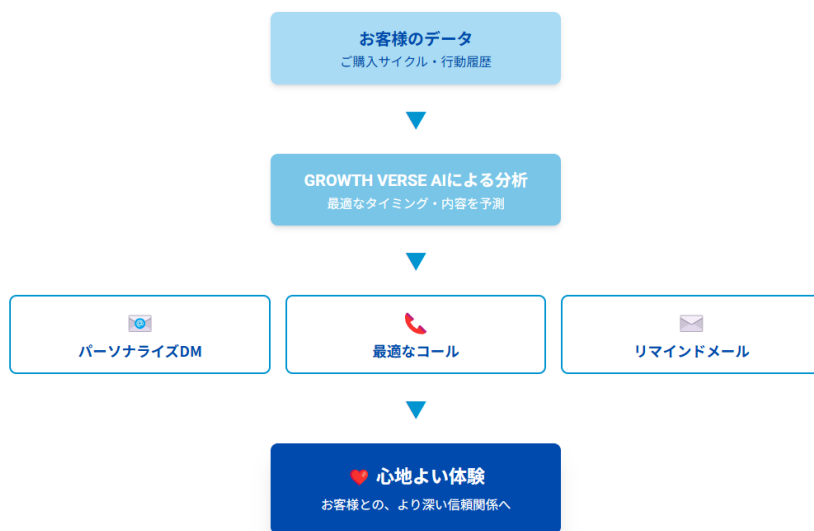 お客様のデータ
ご購入サイクル・行動履歴
GROWTH VERSE AIによる分析
最適なタイミング・内容を予測
パーソナライズDM
最適なコール
リマインドメール
心地よい体験
お客様との、より深い信頼関係へ